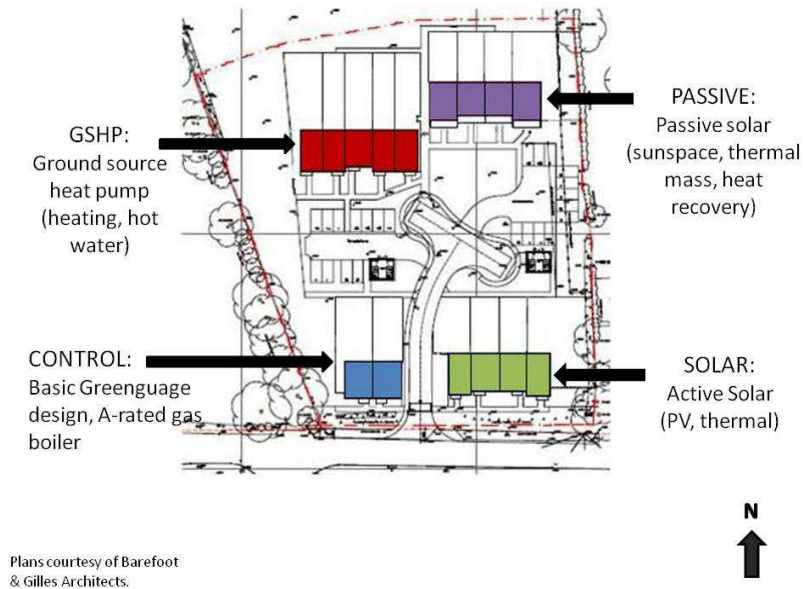 GSHP:
Ground source
heat pump
(heating, hot
water)
PASSIVE:
Passive solar
(sunspace, thermal
mass, heat
recovery)
CONTROL:
Basic Greenguage
design, A-rated gas
boiler
SOLAR:
Active Solar
(PV, thermal)
N
Plans courtesy of Barefoot
& Gilles Architects.